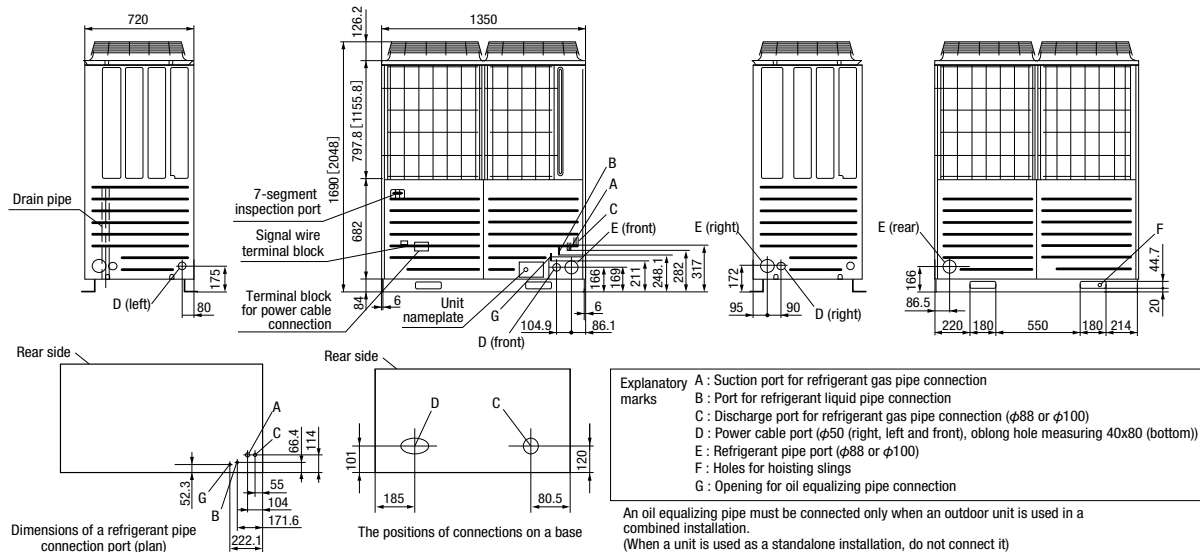 720
126.2
1350
1690 [2048]
797.8 [1155.8]
682
84
Drain pipe
7-segment
inspection port
Signal wire
terminal block
Terminal block
for power cable
connection
Unit
nameplate
D (left)
175
80
6
G
D (front)
104.9
86.1
6
B
A
C
E (front)
166
169
211
248.1
282
317
E (right)
172
95
90
D (right)
E (rear)
166
86.5
220
180
550
180
214
F
44.7
20
Rear side
A
C
66.4
114
52.3
G
B
55
104
171.6
222.1
Dimensions of a refrigerant pipe
connection port (plan)
Rear side
D
C
101
185
120
80.5
The positions of connections on a base
Explanatory
marks
A : Suction port for refrigerant gas pipe connection
B : Port for refrigerant liquid pipe connection
C : Discharge port for refrigerant gas pipe connection (ϕ88 or ϕ100)
D : Power cable port (ϕ50 (right, left and front), oblong hole measuring 40x80 (bottom))
E : Refrigerant pipe port (ϕ88 or ϕ100)
F : Holes for hoisting slings
G : Opening for oil equalizing pipe connection
An oil equalizing pipe must be connected only when an outdoor unit is used in a
combined installation.
(When a unit is used as a standalone installation, do not connect it)